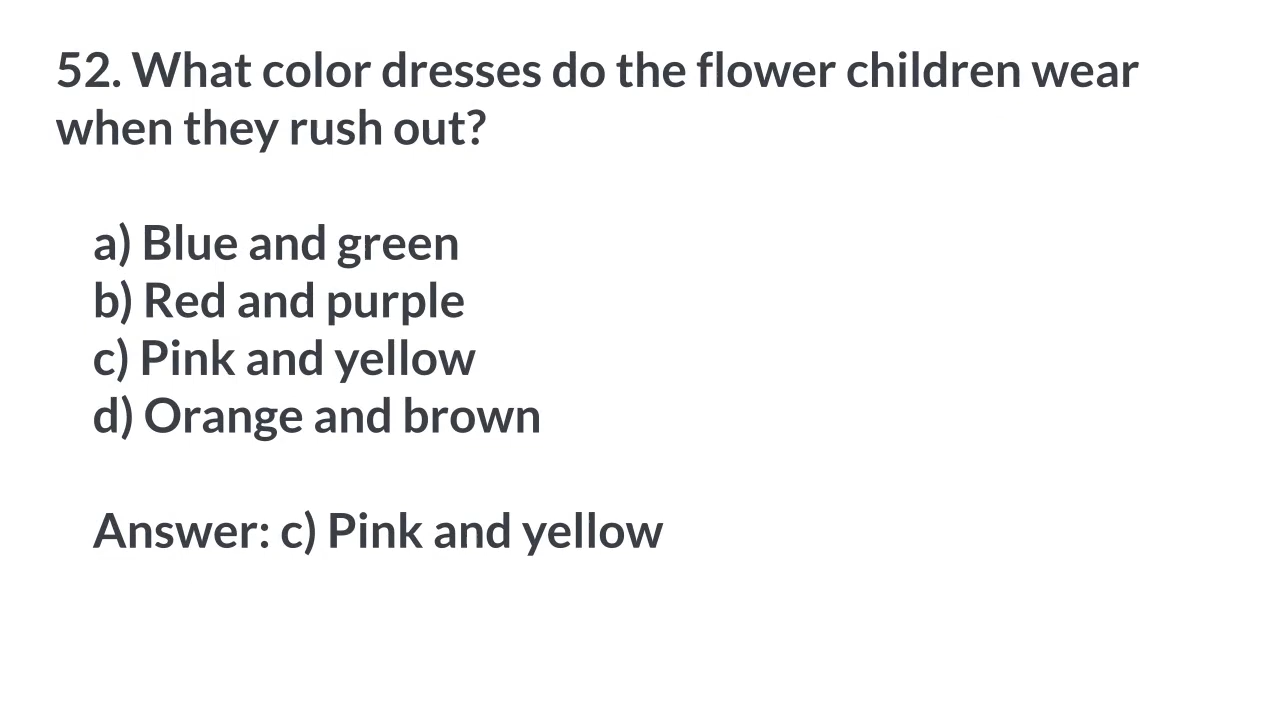 52. What color dresses do the flower children wear
when they rush out?
a) Blue and green
b) Red and purple
c) Pink and yellow
d) Orange and brown
Answer: c) Pink and yellow